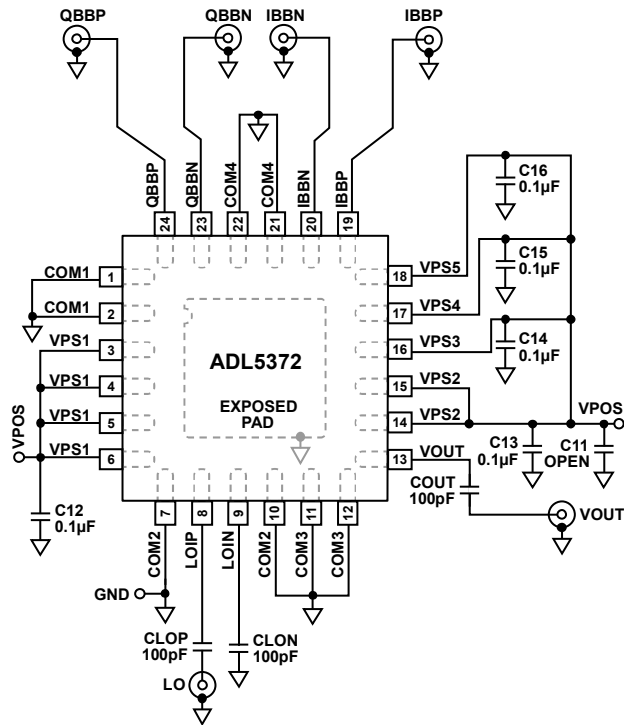 QBBP
QBBN
IBBN
IBBP
QBBP
QBBN
COM4
COM4
IBBN
IBBP
24
23
22
21
20
19
C16
0.1µF
C15
0.1µF
C14
0.1µF
COM1
1
COM1
2
VPS1
3
VPS1
4
VPS1
5
VPS1
6
VPOS
C12
0.1µF
ADL5372
EXPOSED
PAD
18
VPS5
17
VPS4
16
VPS3
15
VPS2
14
VPS2
13
VOUT
VPOS
C13
0.1µF
C11
OPEN
COUT
100pF
VOUT
7
8
9
10
11
12
COM2
LOIP
LOIN
COM2
COM3
COM3
GND
CLOP
100pF
CLON
100pF
LO